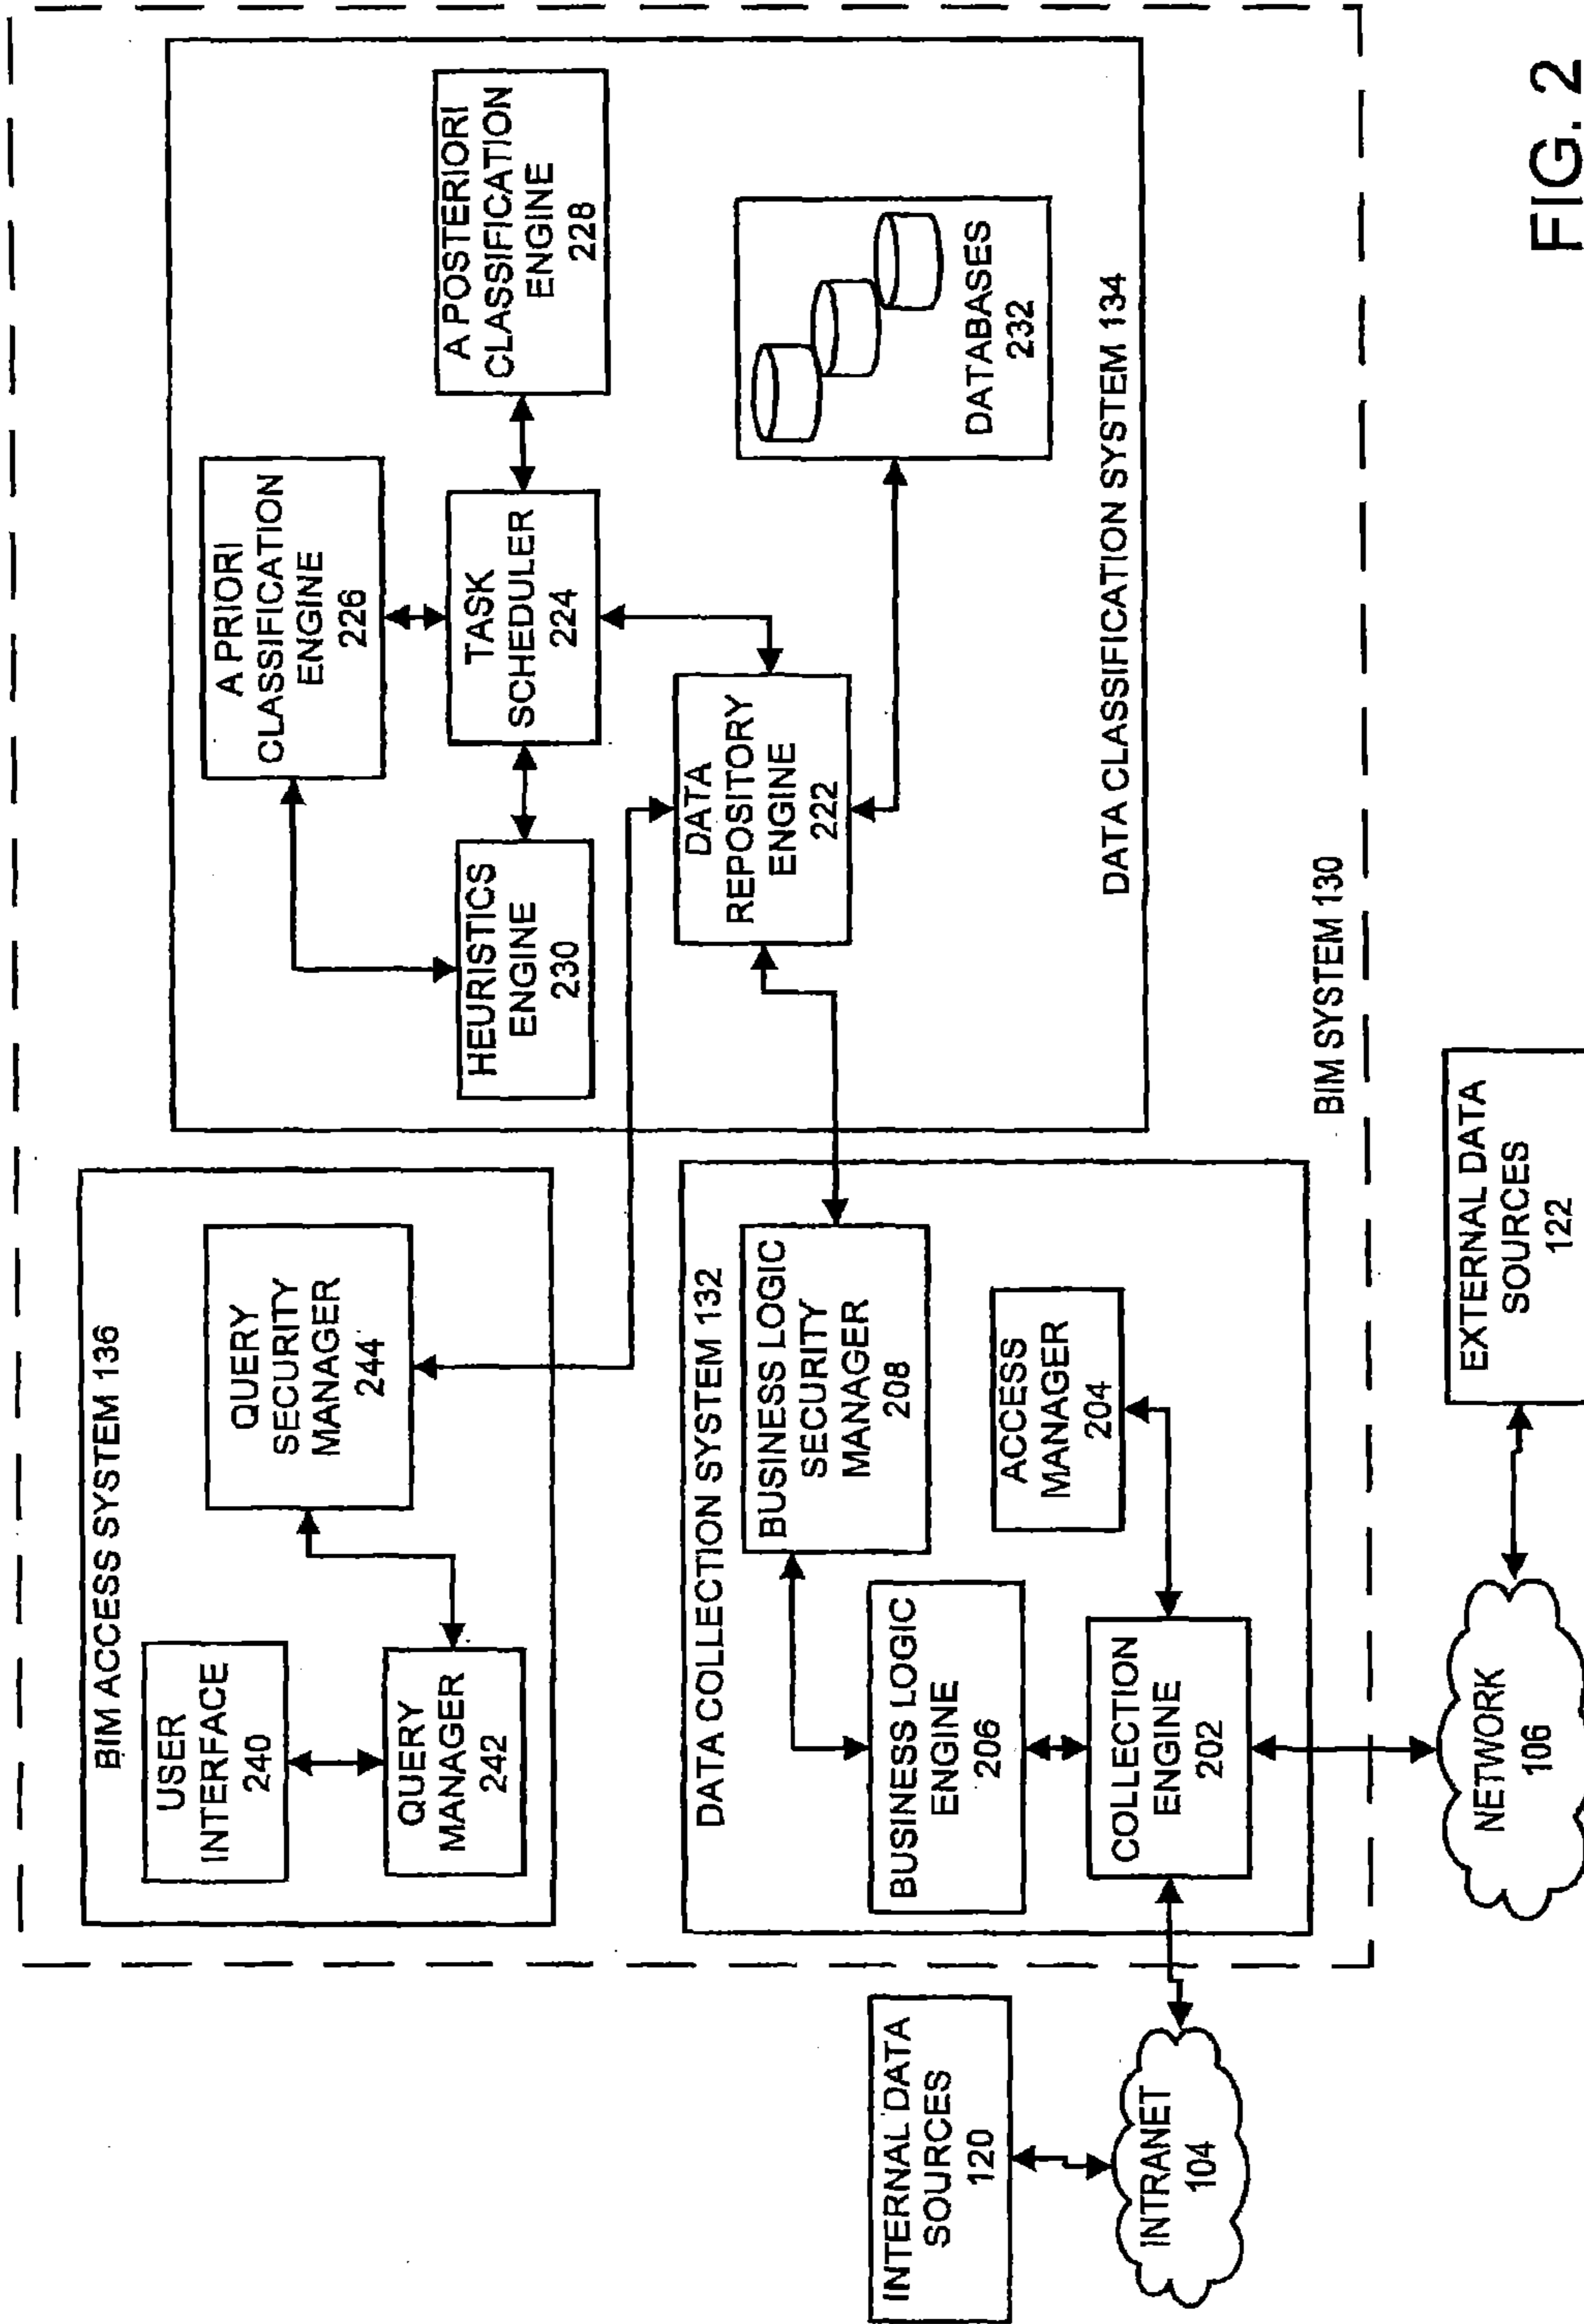 BIM ACCESS SYSTEM 136
USER
INTERFACE
240
QUERY
MANAGER
242
QUERY
SECURITY
MANAGER
244
DATA COLLECTION SYSTEM 132
BUSINESS LOGIC
SECURITY
MANAGER
208
BUSINESS LOGIC
ENGINE
206
ACCESS
MANAGER
204
COLLECTION
ENGINE
202
A PRIORI
CLASSIFICATION
ENGINE
226
A POSTERIORI
CLASSIFICATION
ENGINE
228
HEURISTICS
ENGINE
230
TASK
SCHEDULER
224
DATA
REPOSITORY
ENGINE
222
DATABASES
232
DATA CLASSIFICATION SYSTEM 134
BIM SYSTEM 130
INTERNAL DATA
SOURCES
120
INTRANET
104
NETWORK
106
EXTERNAL DATA
SOURCES
122
FIG. 2